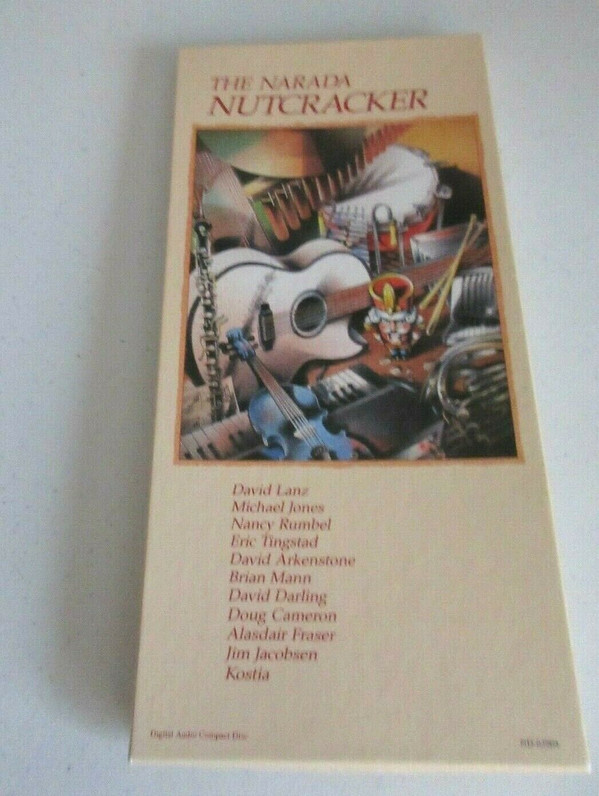 THE NARADA
NUTCRACKER
David Lanz
Michael Jones
Nancy Rumbel
Eric Tingstad
David Arkenstone
Brian Mann
David Darling
Doug Cameron
Alasdair Fraser
Jim Jacobsen
Kostia
Digital Audio Compact Disc